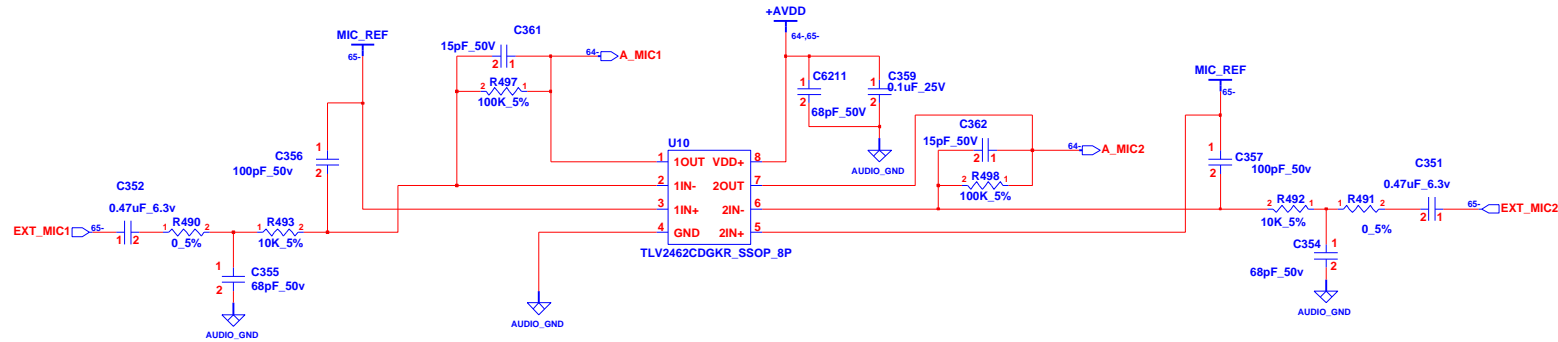 +AVDD
64-,65-
C361
15pF_50V
2 1
64- A_MIC1
2 R497 1
100K_5%
MIC_REF
65-
C6211
1
2
68pF_50V
C359
1
2
0.1uF_25V
AUDIO_GND
MIC_REF
65-
C362
15pF_50V
2 1
64- A_MIC2
2 R498 1
100K_5%
U10
1 1OUT VDD+ 8
2 1IN- 2OUT 7
3 1IN+ 2IN- 6
4 GND 2IN+ 5
TLV2462CDGKR_SSOP_8P
C356
1
2
100pF_50v
C357
1
2
100pF_50v
C352
0.47uF_6.3v
EXT_MIC1 65-
1 2
1 R490 2
0_5%
1 R493 2
10K_5%
C355
1
2
68pF_50v
AUDIO_GND
AUDIO_GND
2 R492 1
10K_5%
1 R491 2
0_5%
C351
0.47uF_6.3v
2 1
65- EXT_MIC2
C354
1
2
68pF_50v
AUDIO_GND